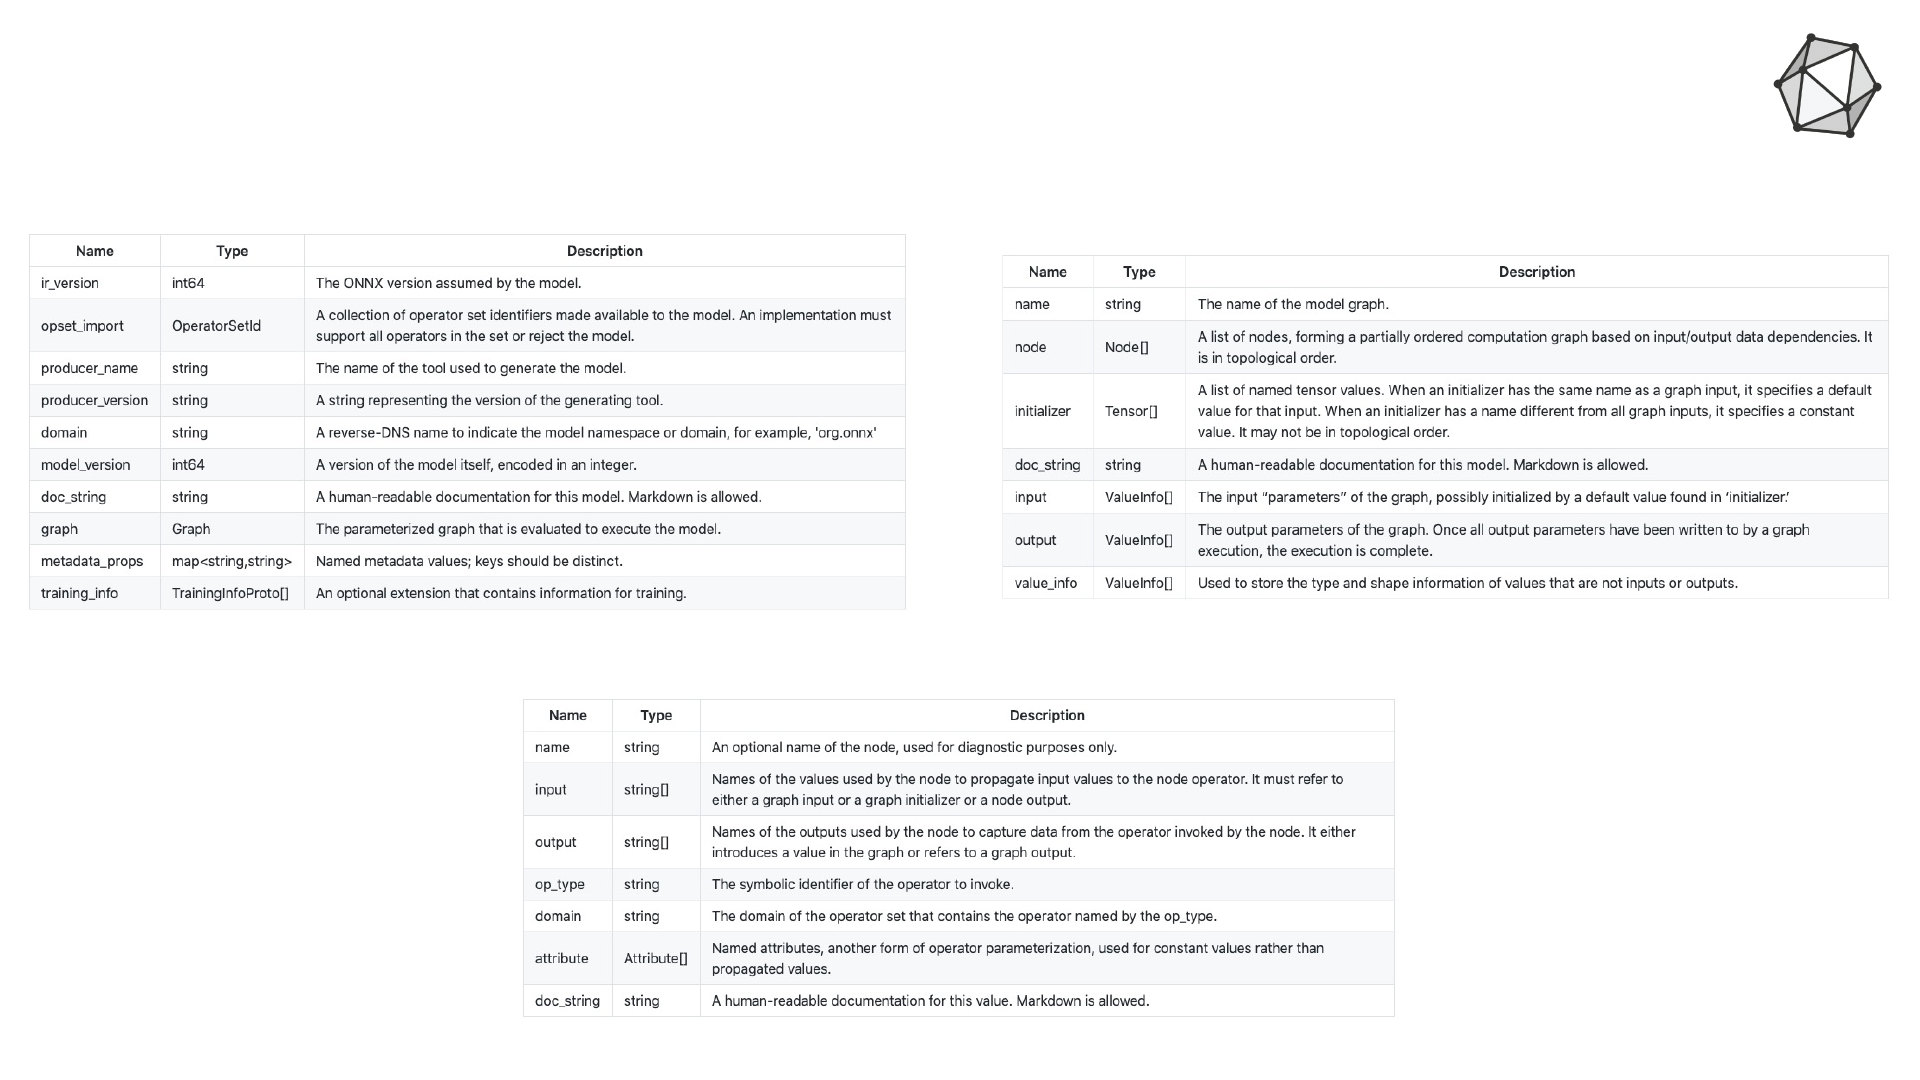 Name Type Description
ir_version int64 The ONNX version assumed by the model.
opset_import OperatorSetId A collection of operator set identifiers made available to the model. An implementation must
support all operators in the set or reject the model.
producer_name string The name of the tool used to generate the model.
producer_version string A string representing the version of the generating tool.
domain string A reverse-DNS name to indicate the model namespace or domain, for example, 'org.onnx'
model_version int64 A version of the model itself, encoded in an integer.
doc_string string A human-readable documentation for this model. Markdown is allowed.
graph Graph The parameterized graph that is evaluated to execute the model.
metadata_props map<string,string> Named metadata values; keys should be distinct.
training_info TrainingInfoProto[] An optional extension that contains information for training.
Name Type Description
name string The name of the model graph.
node Node[] A list of nodes, forming a partially ordered computation graph based on input/output data dependencies. It
is in topological order.
initializer Tensor[] A list of named tensor values. When an initializer has the same name as a graph input, it specifies a default
value for that input. When an initializer has a name different from all graph inputs, it specifies a constant
value. It may not be in topological order.
doc_string string A human-readable documentation for this model. Markdown is allowed.
input ValueInfo[] The input “parameters” of the graph, possibly initialized by a default value found in ‘initializer.’
output ValueInfo[] The output parameters of the graph. Once all output parameters have been written to by a graph
execution, the execution is complete.
value_info ValueInfo[] Used to store the type and shape information of values that are not inputs or outputs.
Name Type Description
name string An optional name of the node, used for diagnostic purposes only.
input string[] Names of the values used by the node to propagate input values to the node operator. It must refer to
either a graph input or a graph initializer or a node output.
output string[] Names of the outputs used by the node to capture data from the operator invoked by the node. It either
introduces a value in the graph or refers to a graph output.
op_type string The symbolic identifier of the operator to invoke.
domain string The domain of the operator set that contains the operator named by the op_type.
attribute Attribute[] Named attributes, another form of operator parameterization, used for constant values rather than
propagated values.
doc_string string A human-readable documentation for this value. Markdown is allowed.